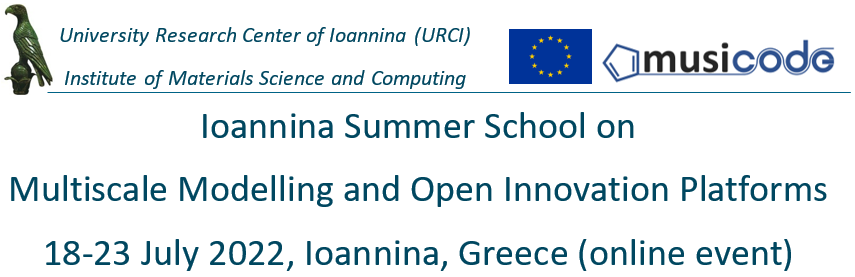 University Research Center of Ioannina (URCI)
Institute of Materials Science and Computing
musicode
Ioannina Summer School on
Multiscale Modelling and Open Innovation Platforms
18-23 July 2022, Ioannina, Greece (online event)